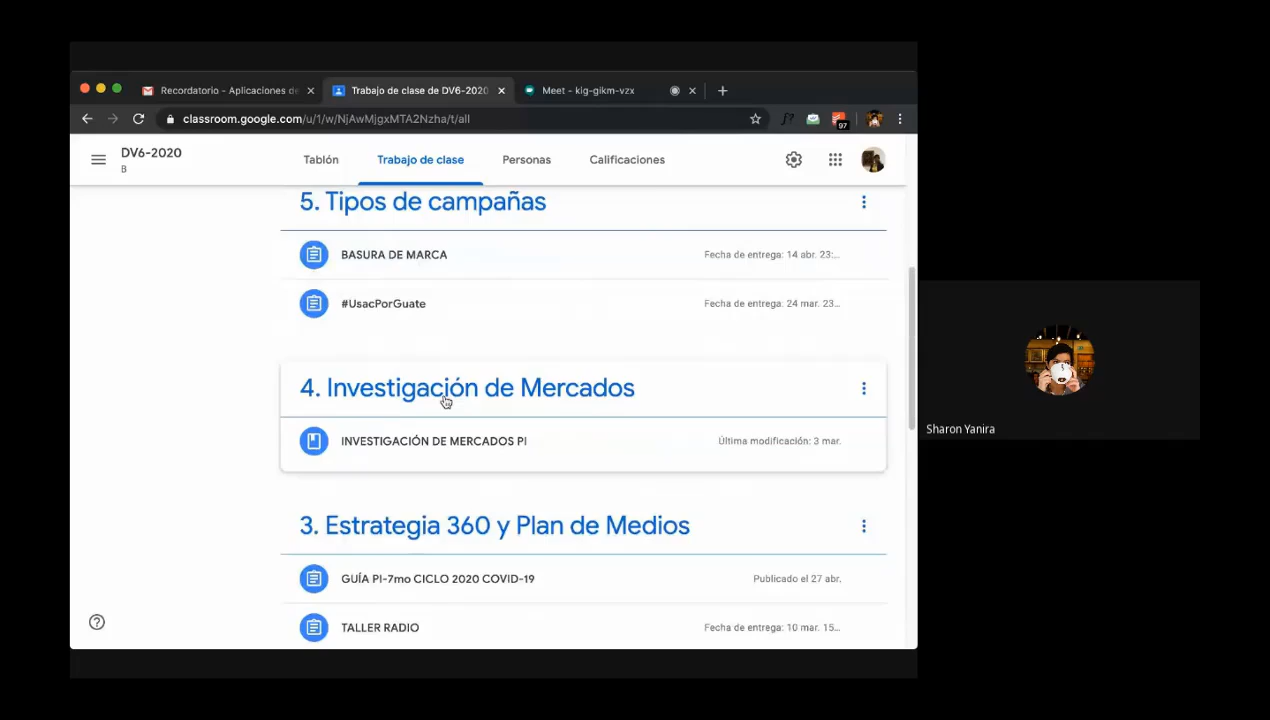 Recordatorio - Aplicaciones de
Trabajo de clase de DV6-2020
Meet - kig-gikm-vzx
classroom.google.com/u/1/w/NjAwMjgxMTA2Nzha/t/all
97
DV6-2020
B
Tablón
Trabajo de clase
Personas
Calificaciones
5. Tipos de campañas
BASURA DE MARCA
Fecha de entrega: 14 abr. 23:...
#UsacPorGuate
Fecha de entrega: 24 mar. 23...
4. Investigación de Mercados
INVESTIGACIÓN DE MERCADOS PI
Última modificación: 3 mar.
3. Estrategia 360 y Plan de Medios
GUÍA PI-7mo CICLO 2020 COVID-19
Publicado el 27 abr.
TALLER RADIO
Fecha de entrega: 10 mar. 15...
Sharon Yanira